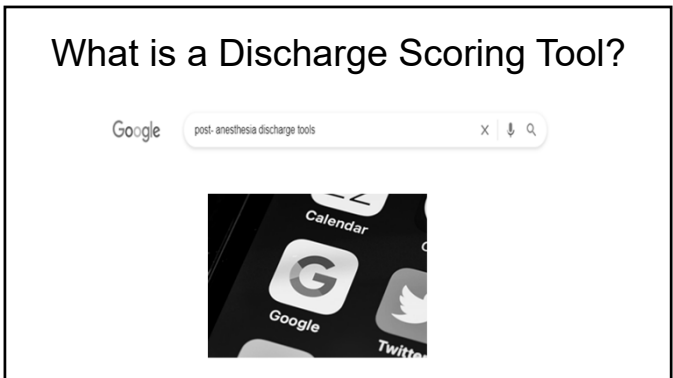 What is a Discharge Scoring Tool?
Google
post- anesthesia discharge tools
Calendar
G
Google
Twitter